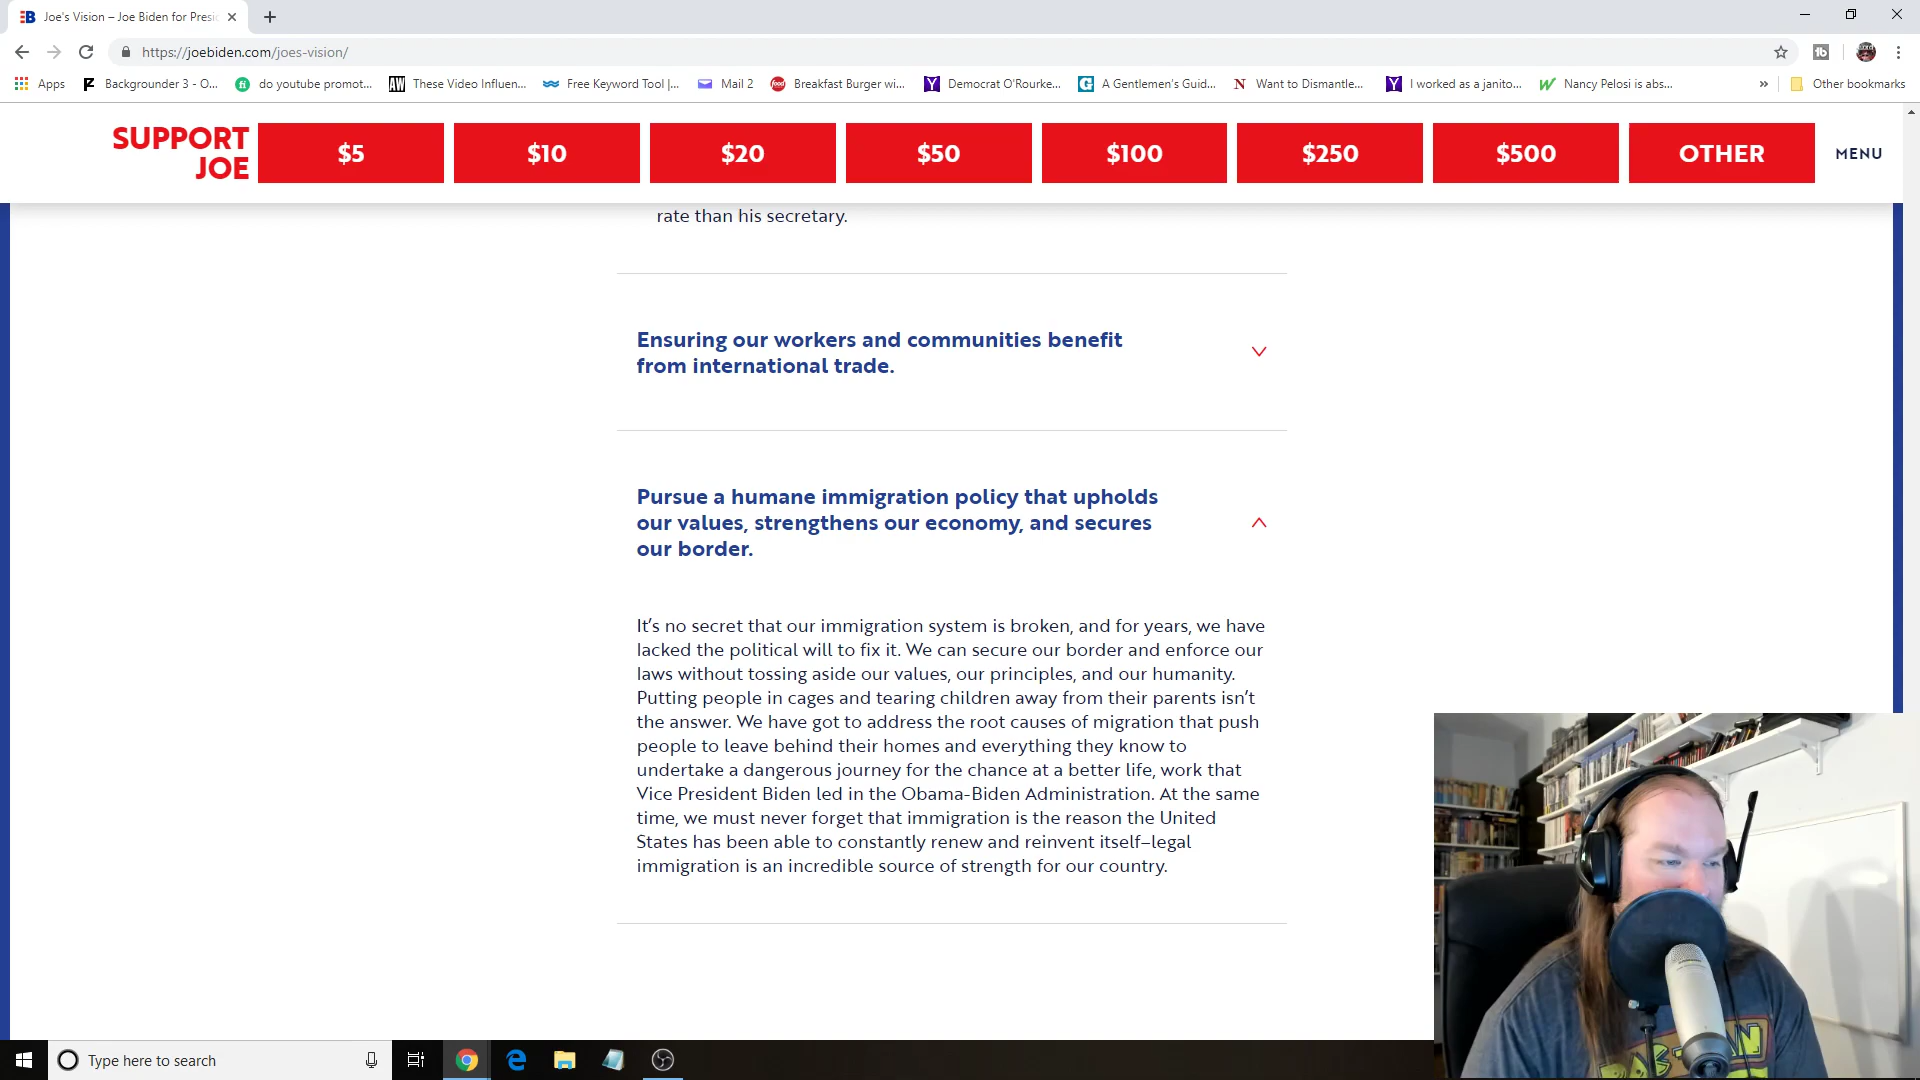 Joe's Vision – Joe Biden for Presi
https://joebiden.com/joes-vision/
Apps
Backgrounder 3 - O...
do youtube promot...
AW
These Video Influen...
Free Keyword Tool |...
Mail 2
food
Breakfast Burger wi...
Democrat O'Rourke...
A Gentlemen's Guid...
Want to Dismantle...
I worked as a janito...
Nancy Pelosi is abs...
Other bookmarks
SUPPORT
JOE
$5
$10
$20
$50
$100
$250
$500
OTHER
MENU
rate than his secretary.
Ensuring our workers and communities benefit
from international trade.
Pursue a humane immigration policy that upholds
our values, strengthens our economy, and secures
our border.
It’s no secret that our immigration system is broken, and for years, we have
lacked the political will to fix it. We can secure our border and enforce our
laws without tossing aside our values, our principles, and our humanity.
Putting people in cages and tearing children away from their parents isn’t
the answer. We have got to address the root causes of migration that push
people to leave behind their homes and everything they know to
undertake a dangerous journey for the chance at a better life, work that
Vice President Biden led in the Obama-Biden Administration. At the same
time, we must never forget that immigration is the reason the United
States has been able to constantly renew and reinvent itself–legal
immigration is an incredible source of strength for our country.
Type here to search